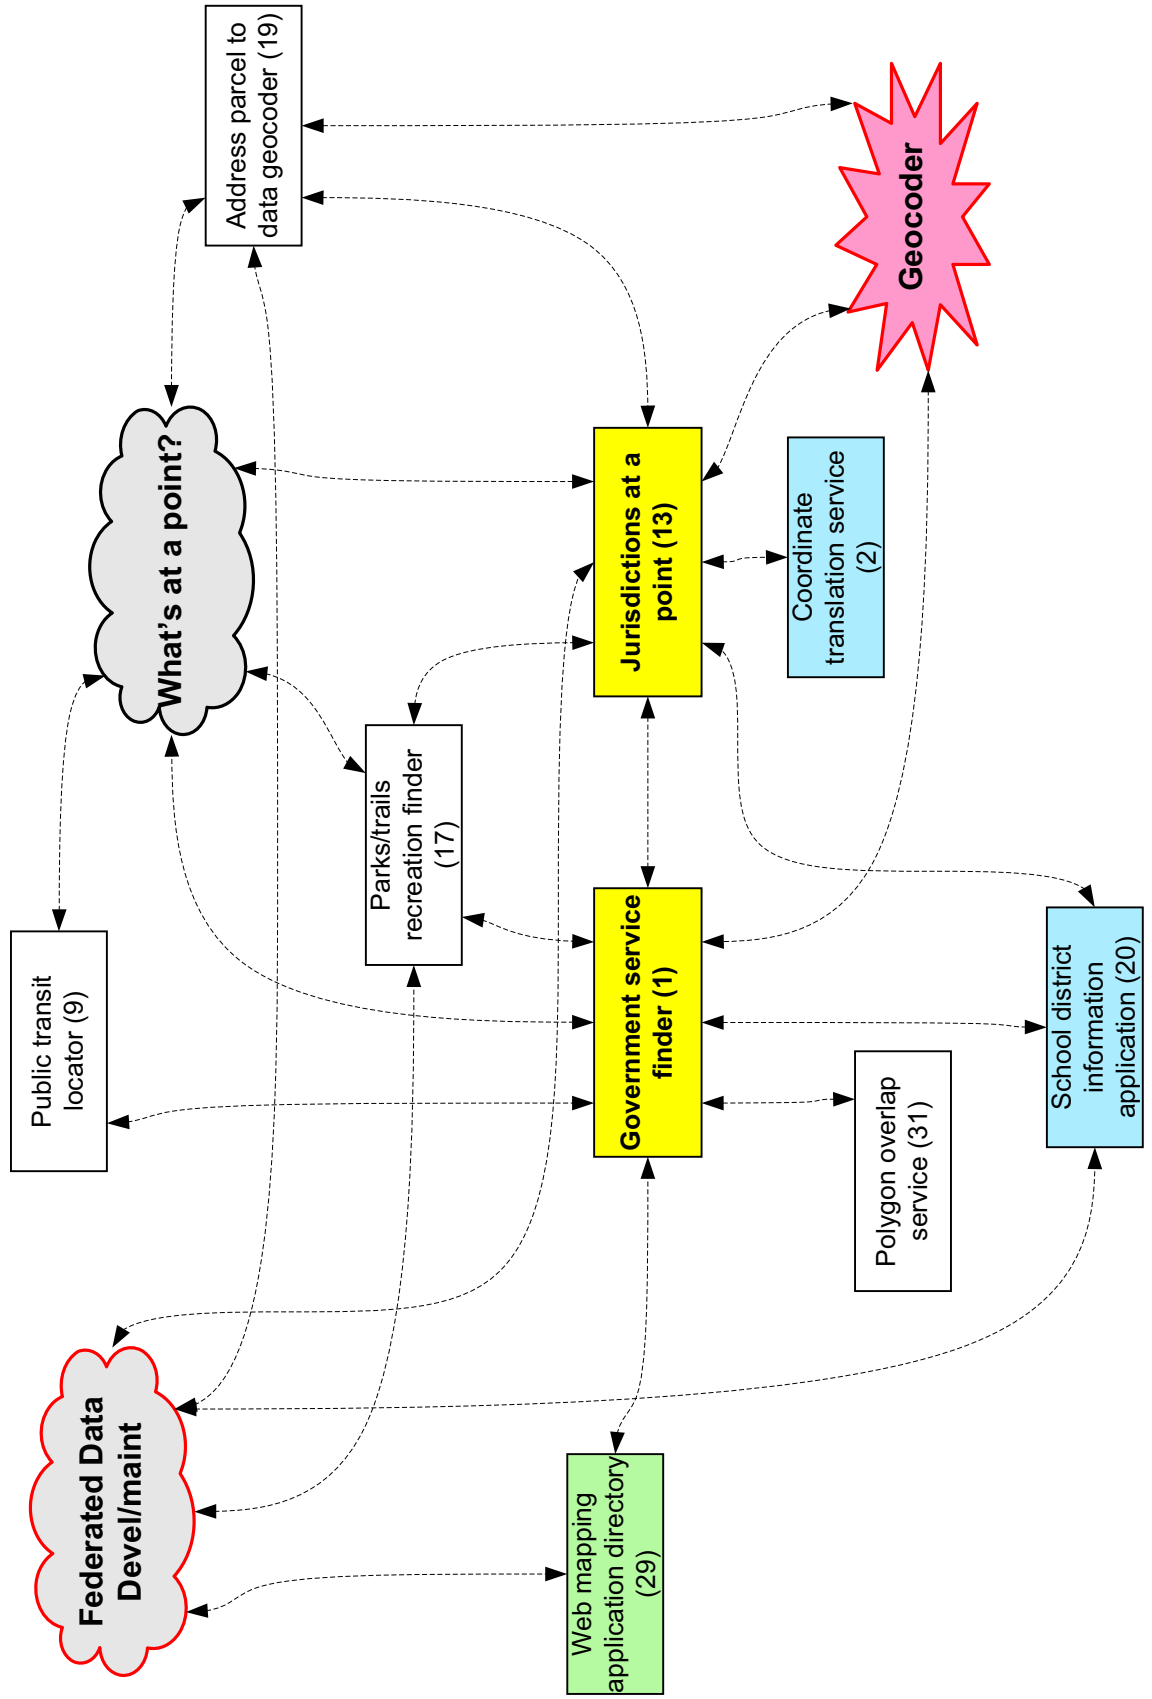 Federated Data
Devel/maint
Public transit
locator (9)
What's at a point?
Address parcel to
data geocoder (19)
Parks/trails
recreation finder
(17)
Web mapping
application directory
(29)
Government service
finder (1)
Jurisdictions at a
point (13)
Geocoder
Coordinate
translation service
(2)
Polygon overlap
service (31)
School district
information
application (20)